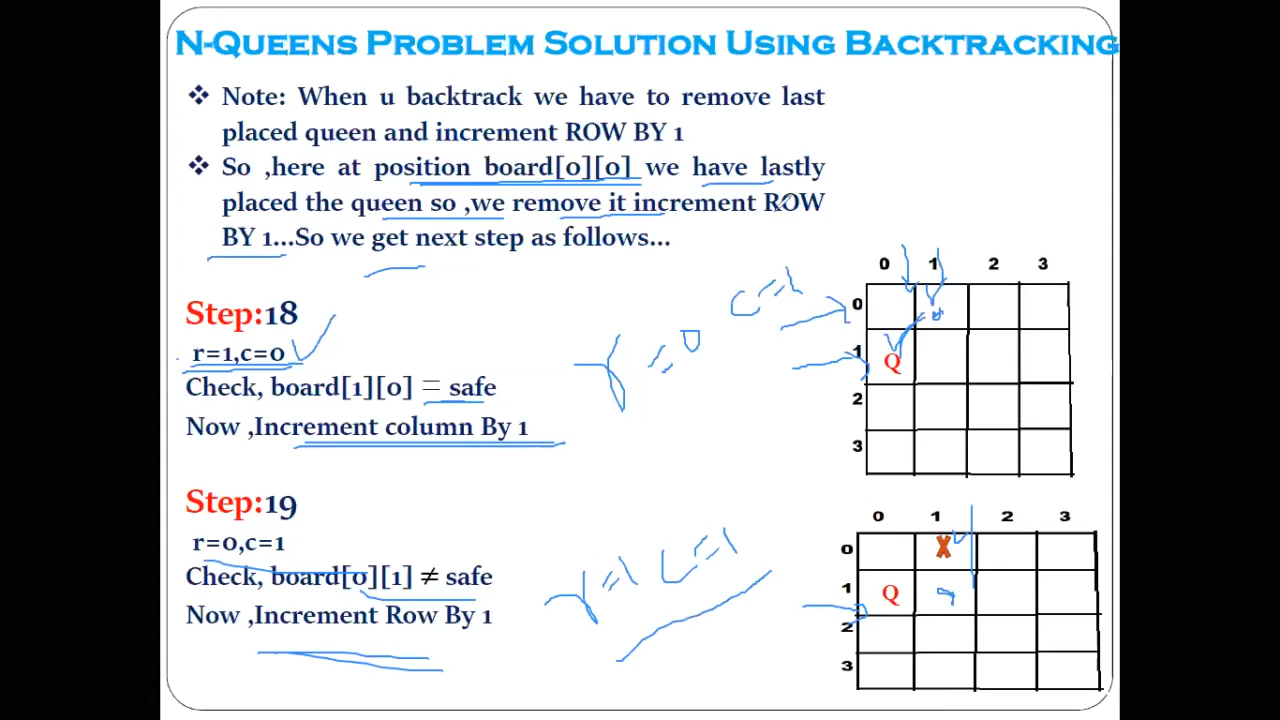 N-Queens Problem Solution Using Backtracking
❖ Note: When u backtrack we have to remove last
placed queen and increment ROW BY 1
❖ So ,here at position board[0][0] we have lastly
placed the queen so ,we remove it increment ROW
BY 1...So we get next step as follows...
Step:18
r=1,c=0
Check, board[1][0] = safe
Now ,Increment column By 1
r=0
c=1
0 1 2 3
0
1 Q
2
3
Step:19
r=0,c=1
Check, board[0][1] ≠ safe
Now ,Increment Row By 1
r=1 c=1
0 1 2 3
0 X
1 Q
2
3